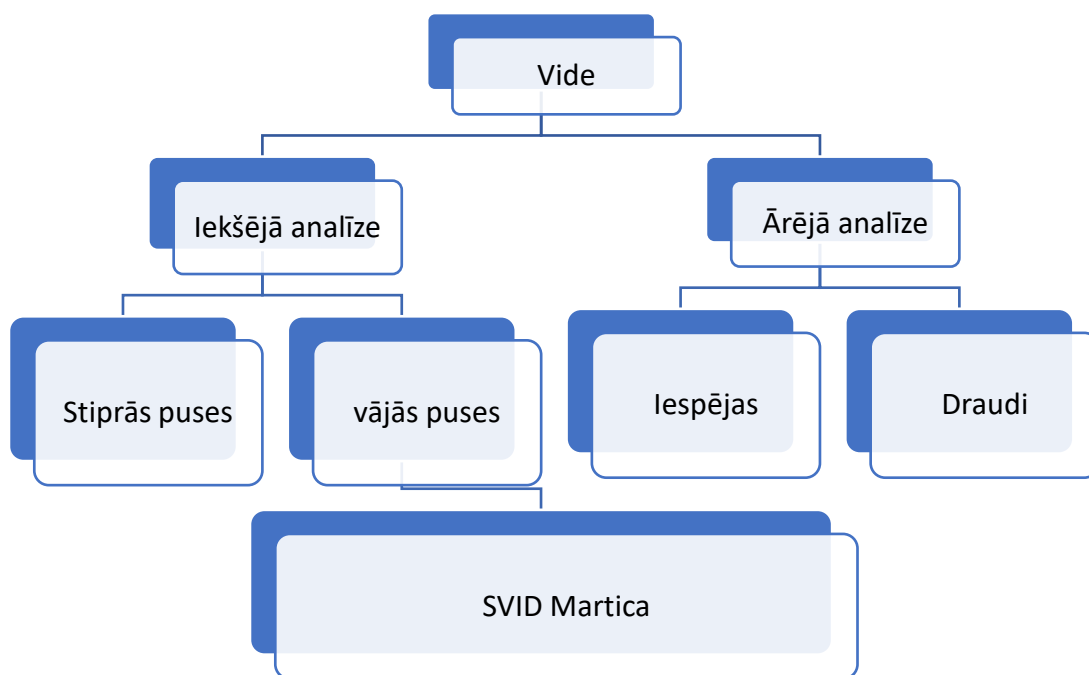 Vide
Iekšējā analīze
Ārējā analīze
Stiprās puses
vājās puses
Iespējas
Draudi
SVID Martica